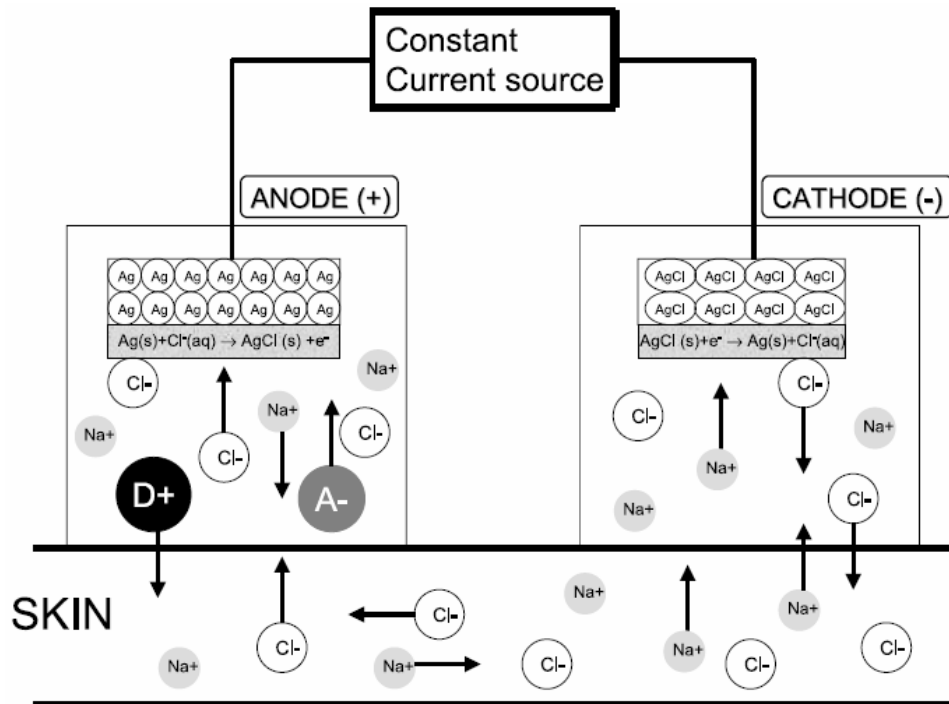 Constant
Current source
ANODE (+)
CATHODE (-)
Ag Ag Ag Ag Ag Ag Ag
Ag Ag Ag Ag Ag Ag Ag
Ag(s)+Cl-(aq) → AgCl (s) +e-
AgCl AgCl AgCl AgCl
AgCl AgCl AgCl AgCl
AgCl (s)+e- → Ag(s)+Cl-(aq)
Cl-
Na+
Na+
Cl-
Na+
Cl-
D+
A-
Cl-
Cl-
Na+
Na+
Cl-
Na+
SKIN
Na+
Cl-
Cl-
Na+
Na+
Cl-
Na+
Cl-
Na+
Cl-